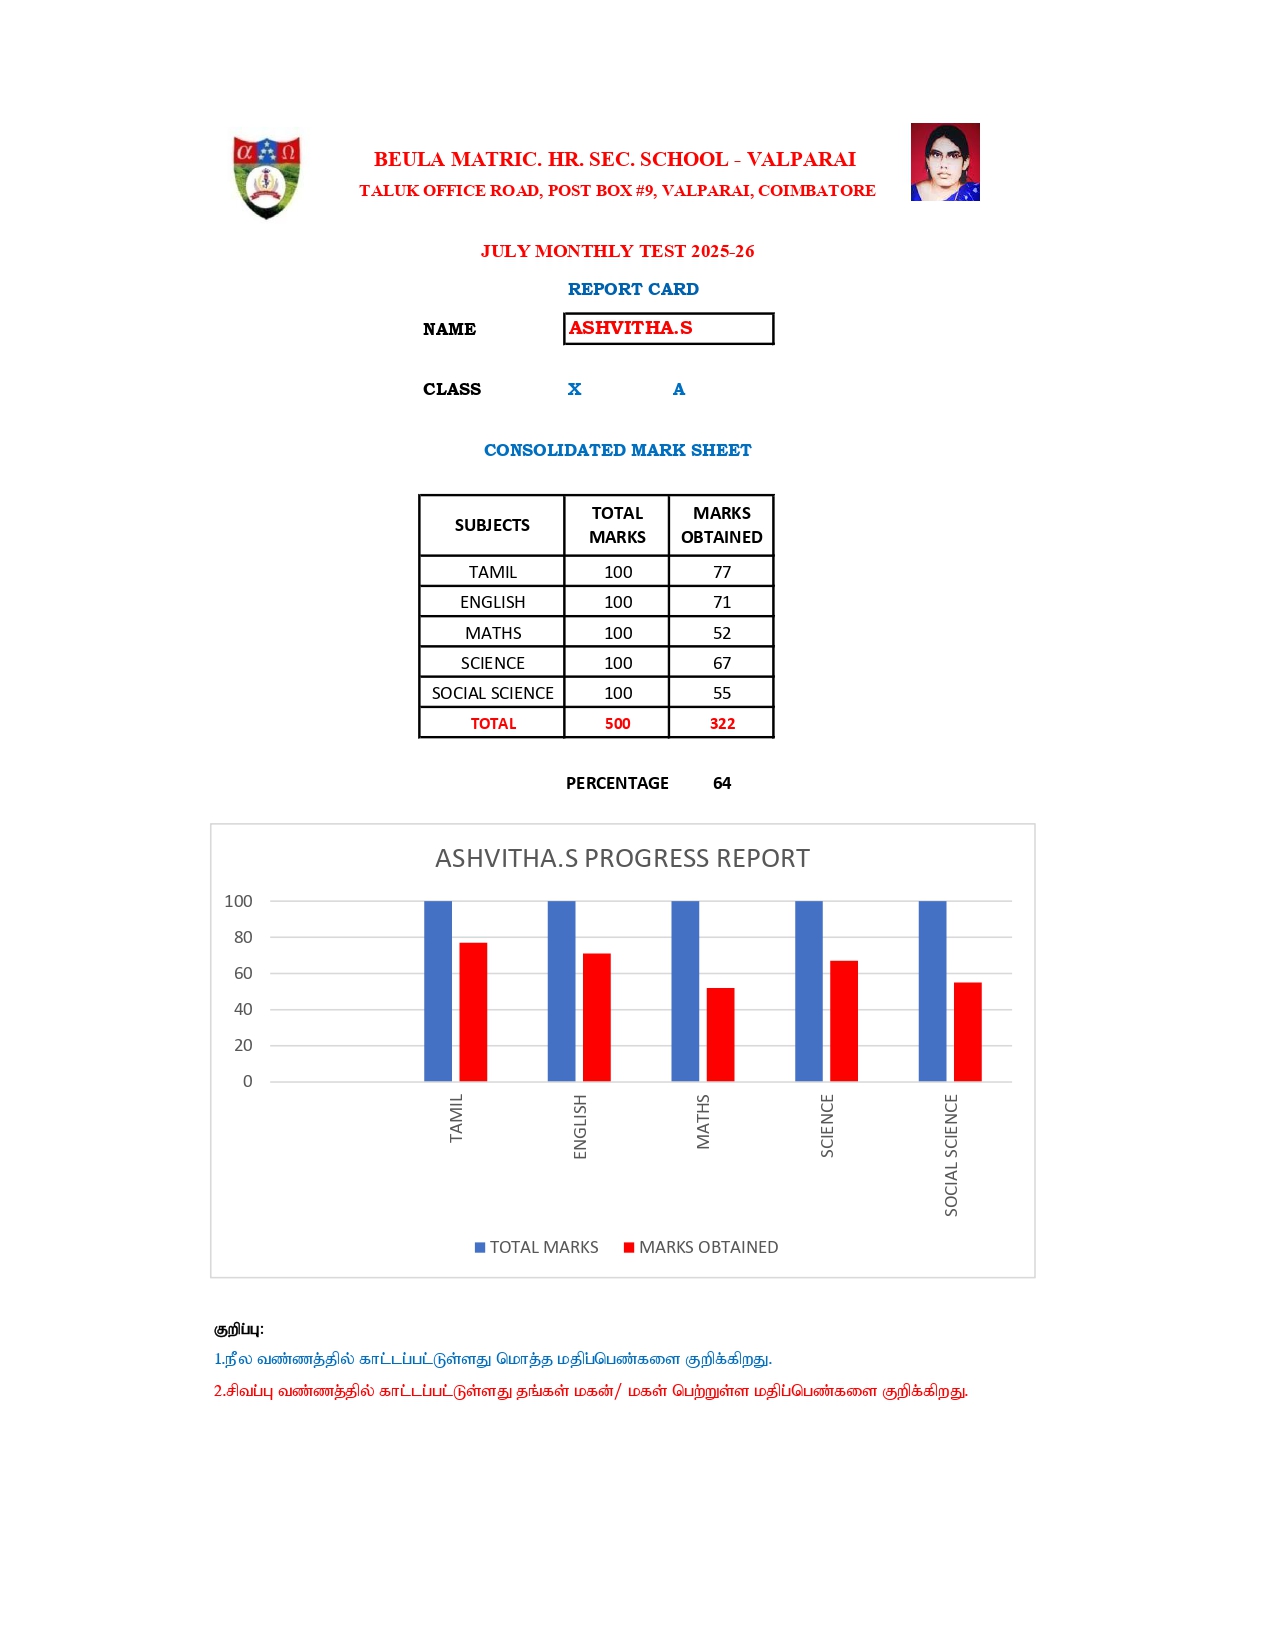 α Ω
BEULA MATRIC. HR. SEC. SCHOOL - VALPARAI
TALUK OFFICE ROAD, POST BOX #9, VALPARAI, COIMBATORE
JULY MONTHLY TEST 2025-26
REPORT CARD
NAME ASHVITHA.S
CLASS X A
CONSOLIDATED MARK SHEET
SUBJECTS TOTAL MARKS MARKS OBTAINED
TAMIL 100 77
ENGLISH 100 71
MATHS 100 52
SCIENCE 100 67
SOCIAL SCIENCE 100 55
TOTAL 500 322
PERCENTAGE 64
ASHVITHA.S PROGRESS REPORT
100
80
60
40
20
0
TAMIL ENGLISH MATHS SCIENCE SOCIAL SCIENCE
TOTAL MARKS MARKS OBTAINED
குறிப்பு:
1.நீல வண்ணத்தில் காட்டப்பட்டுள்ளது மொத்த மதிப்பெண்களை குறிக்கிறது.
2.சிவப்பு வண்ணத்தில் காட்டப்பட்டுள்ளது தங்கள் மகன்/ மகள் பெற்றுள்ள மதிப்பெண்களை குறிக்கிறது.